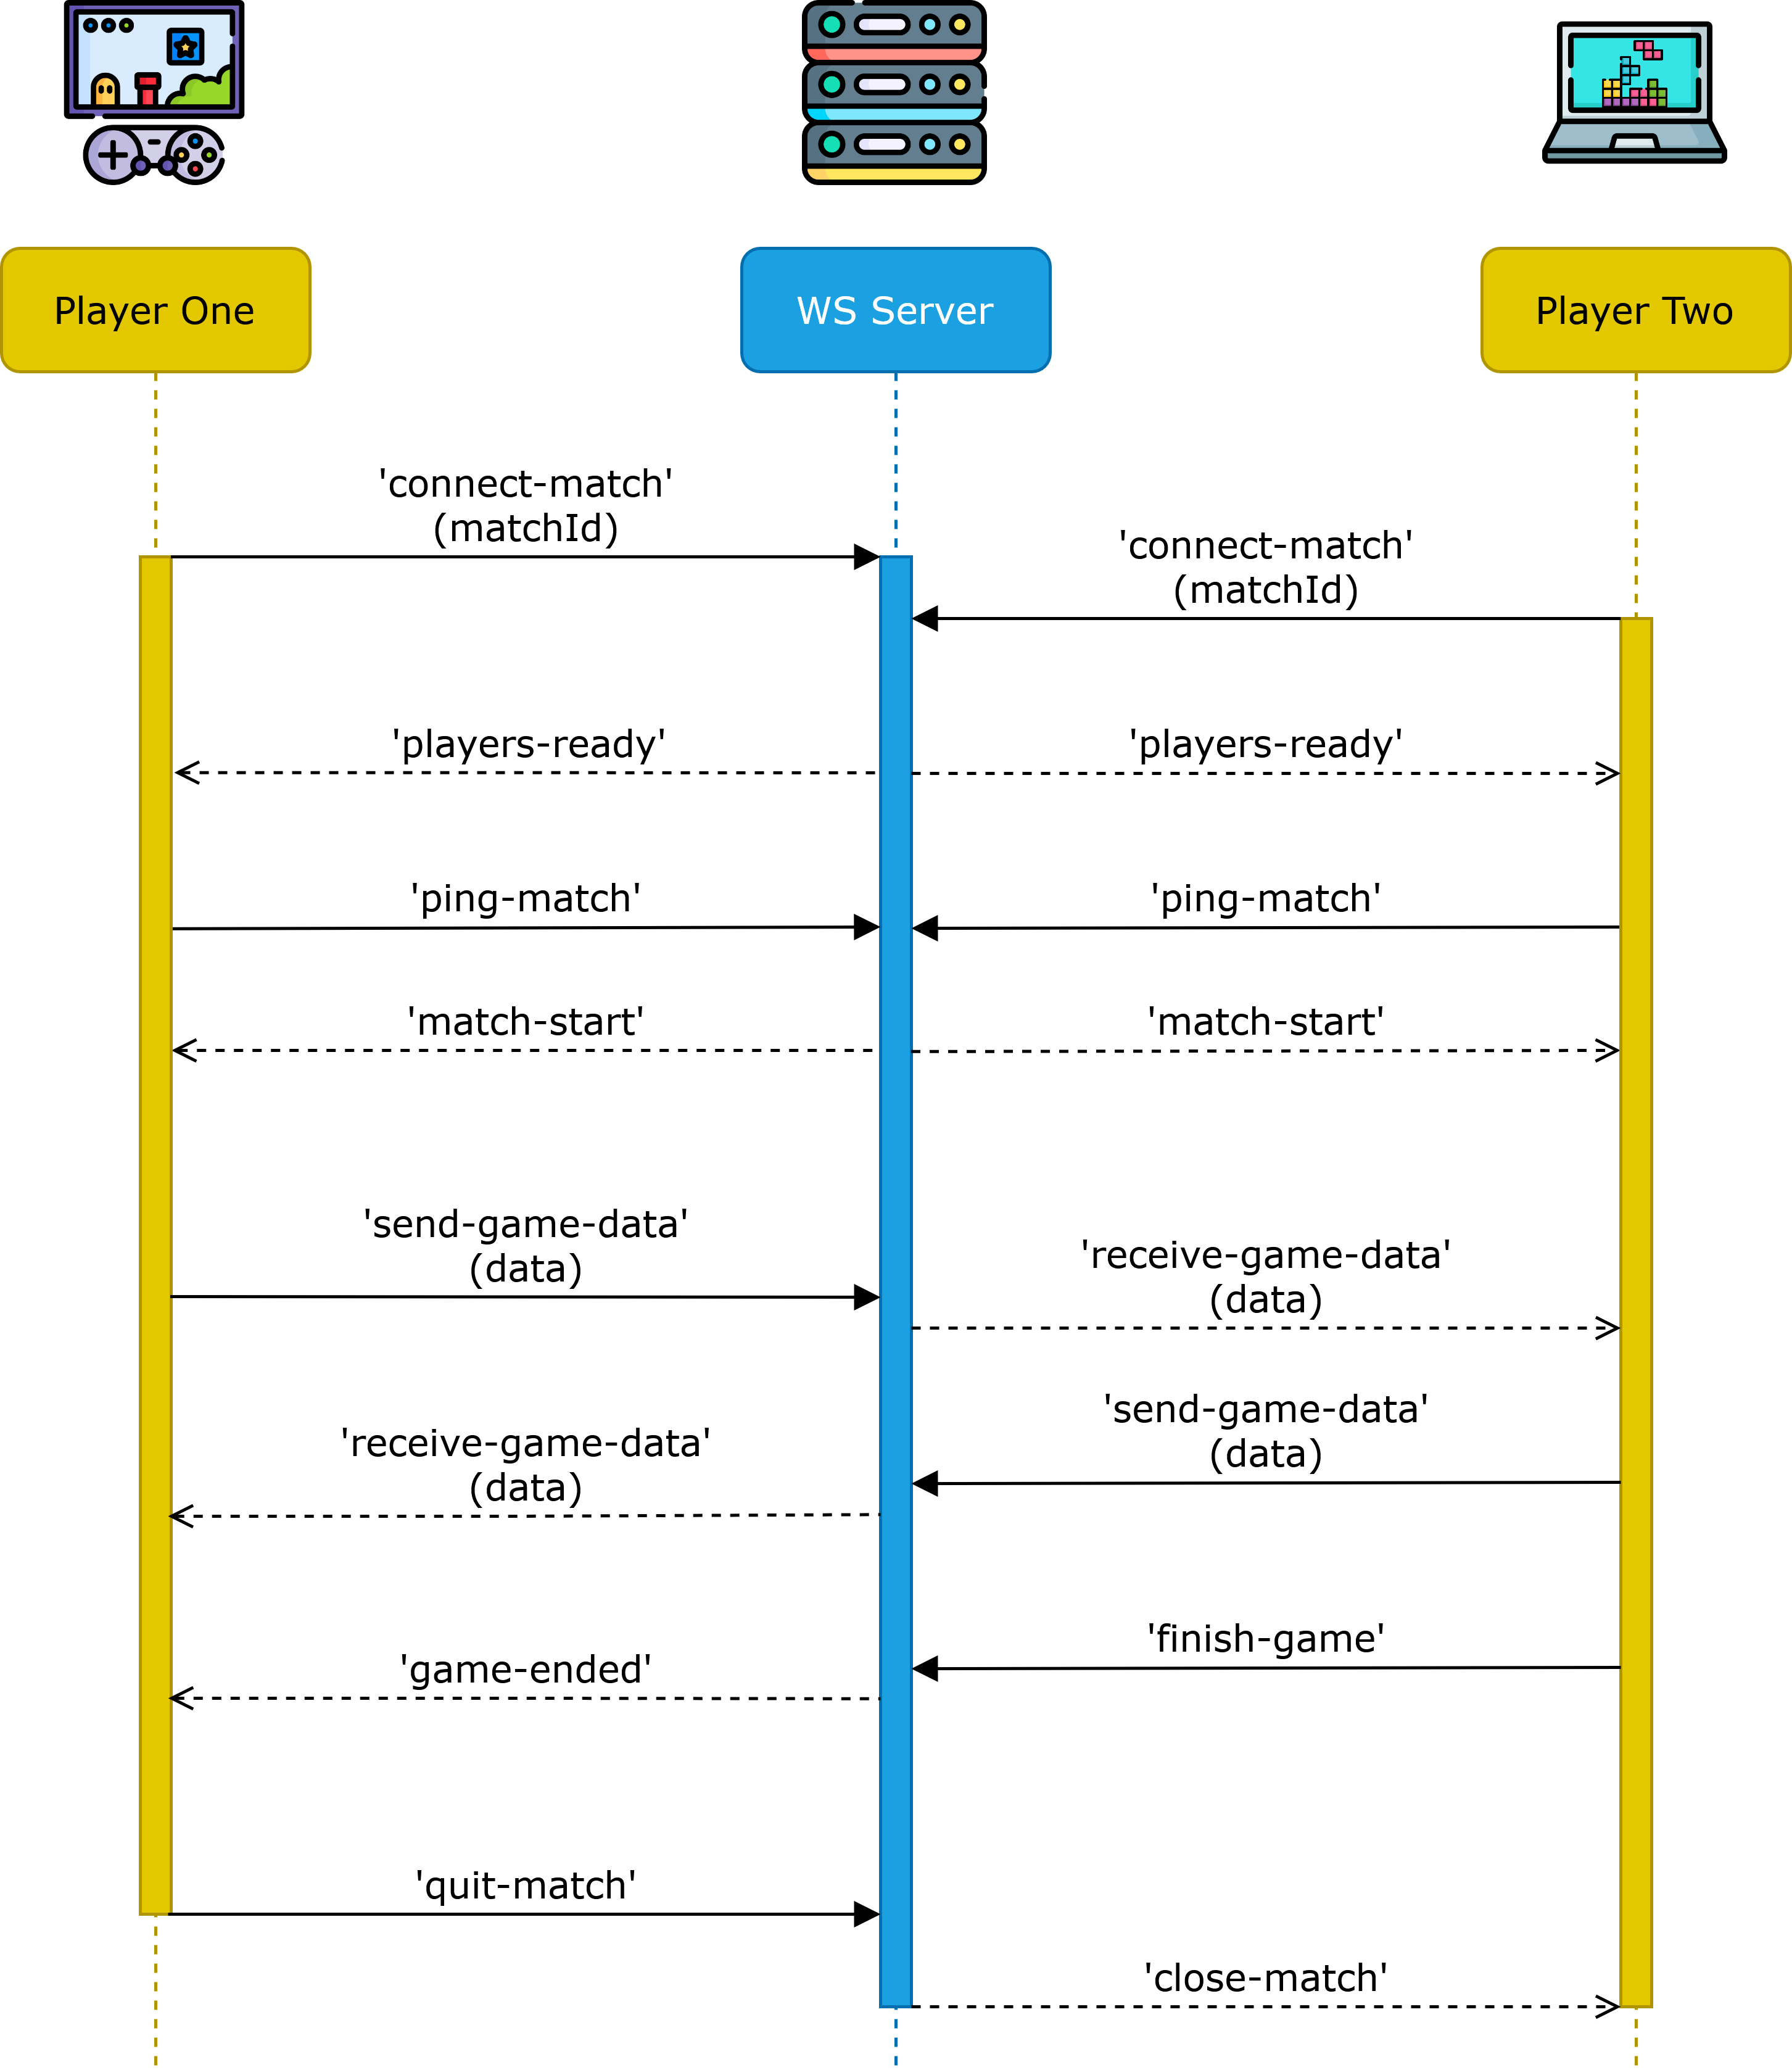 Player One
WS Server
Player Two
'connect-match'
(matchId)
'connect-match'
(matchId)
'players-ready'
'players-ready'
'ping-match'
'ping-match'
'match-start'
'match-start'
'send-game-data'
(data)
'receive-game-data'
(data)
'send-game-data'
(data)
'receive-game-data'
(data)
'finish-game'
'game-ended'
'quit-match'
'close-match'